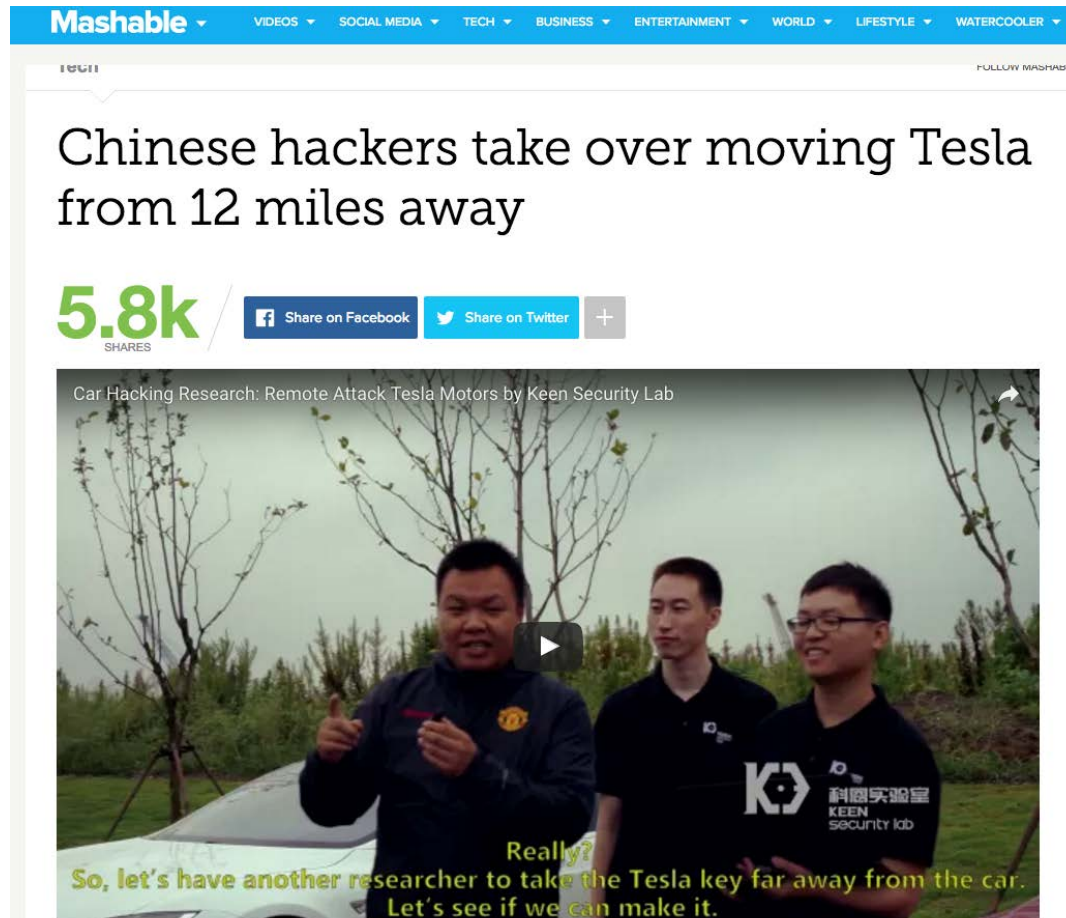 Mashable
VIDEOS SOCIAL MEDIA TECH BUSINESS ENTERTAINMENT WORLD LIFESTYLE WATERCOOLER
Tech
FOLLOW MASHAB
Chinese hackers take over moving Tesla
from 12 miles away
5.8k
SHARES
Share on Facebook
Share on Twitter
+
Car Hacking Research: Remote Attack Tesla Motors by Keen Security Lab
科恩实验室
KEEN
security lab
Really?
So, let's have another researcher to take the Tesla key far away from the car.
Let's see if we can make it.